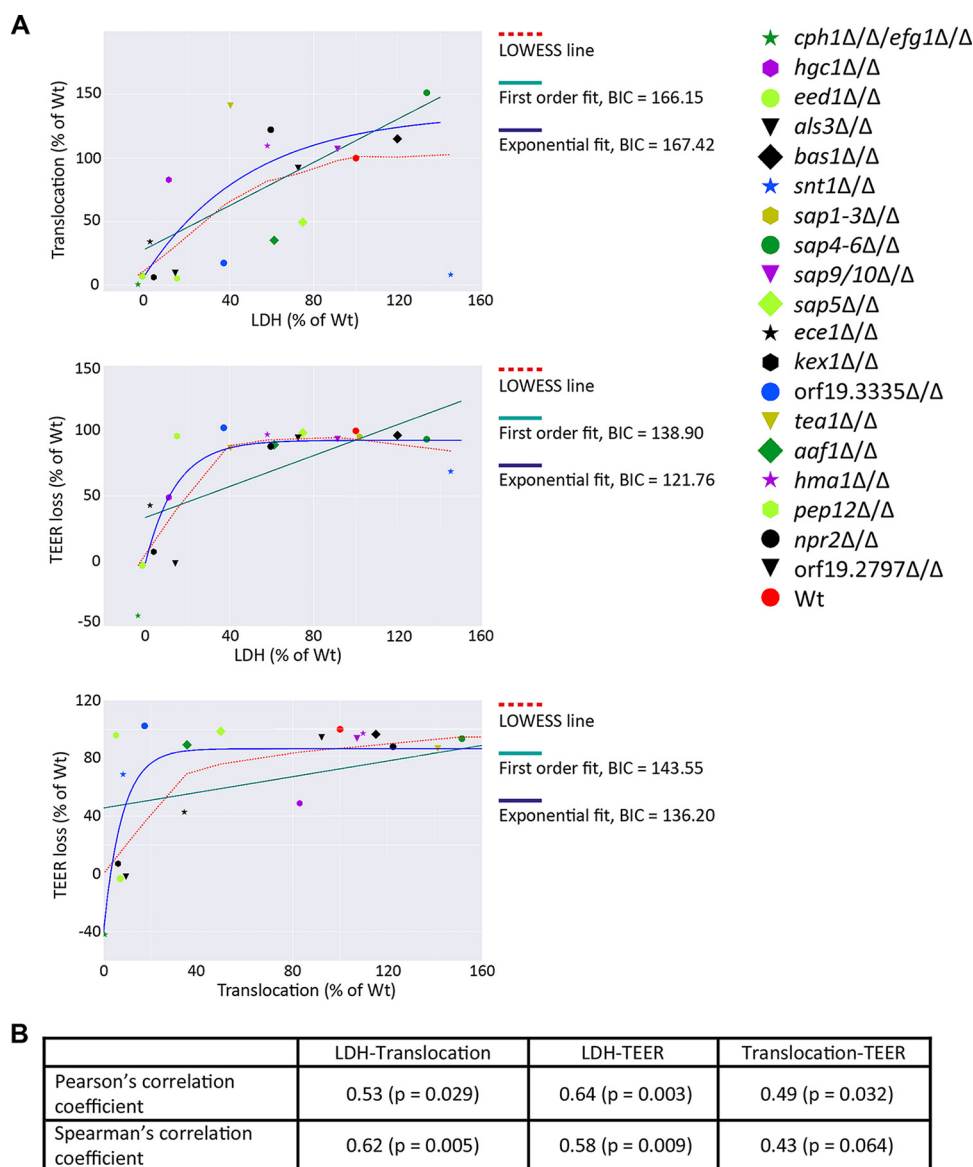 A
Translocation (% of Wt)
150
100
50
0
0 40 80 120 160
LDH (% of Wt)
LOWESS line
First order fit, BIC = 166.15
Exponential fit, BIC = 167.42
TEER loss (% of Wt)
150
100
50
0
-50
0 40 80 120 160
LDH (% of Wt)
LOWESS line
First order fit, BIC = 138.90
Exponential fit, BIC = 121.76
TEER loss (% of Wt)
120
80
40
0
-40
0 40 80 120 160
Translocation (% of Wt)
LOWESS line
First order fit, BIC = 143.55
Exponential fit, BIC = 136.20
cph1Δ/Δ/efg1Δ/Δ
hgc1Δ/Δ
eed1Δ/Δ
als3Δ/Δ
bas1Δ/Δ
snt1Δ/Δ
sap1-3Δ/Δ
sap4-6Δ/Δ
sap9/10Δ/Δ
sap5Δ/Δ
ece1Δ/Δ
kex1Δ/Δ
orf19.3335Δ/Δ
tea1Δ/Δ
aaf1Δ/Δ
hma1Δ/Δ
pep12Δ/Δ
npr2Δ/Δ
orf19.2797Δ/Δ
Wt
B
LDH-Translocation LDH-TEER Translocation-TEER
Pearson's correlation coefficient 0.53 (p = 0.029) 0.64 (p = 0.003) 0.49 (p = 0.032)
Spearman's correlation coefficient 0.62 (p = 0.005) 0.58 (p = 0.009) 0.43 (p = 0.064)